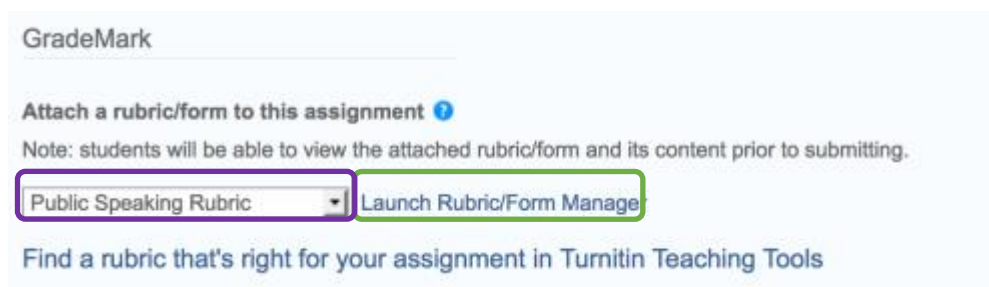 GradeMark
Attach a rubric/form to this assignment ?
Note: students will be able to view the attached rubric/form and its content prior to submitting.
Public Speaking Rubric Launch Rubric/Form Manager
Find a rubric that's right for your assignment in Turnitin Teaching Tools